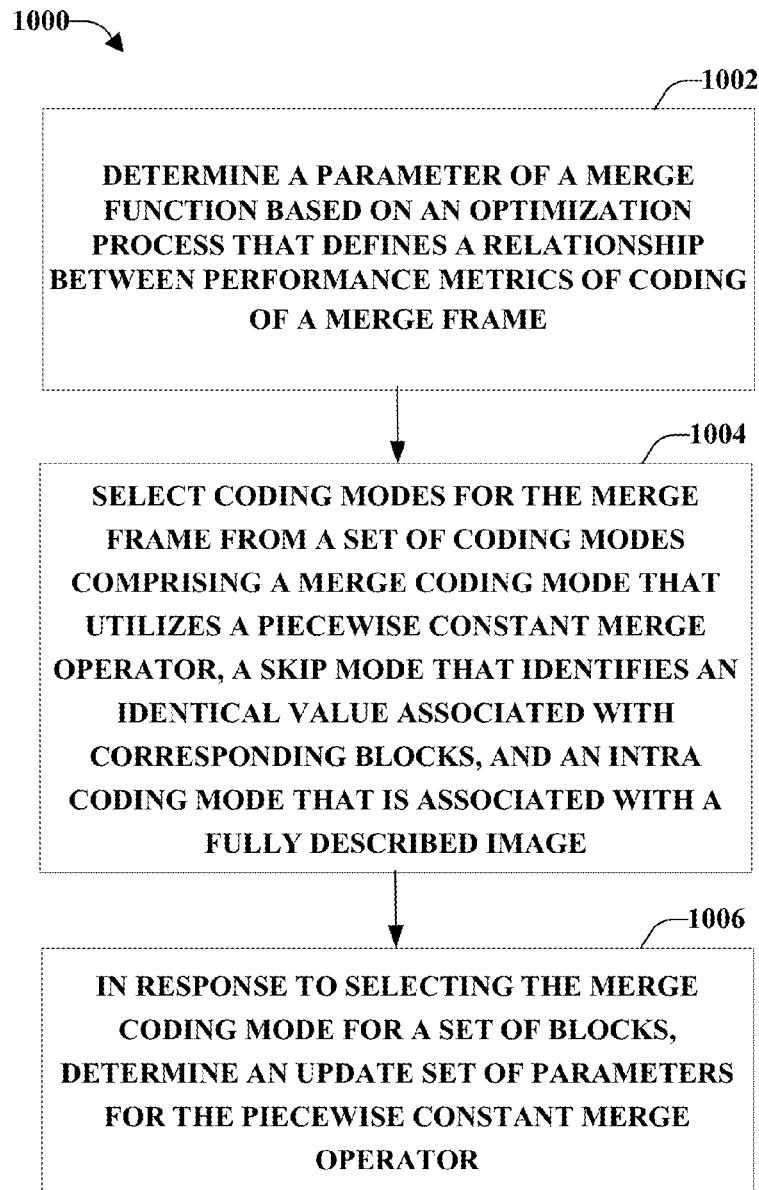 1000
1002
DETERMINE A PARAMETER OF A MERGE
FUNCTION BASED ON AN OPTIMIZATION
PROCESS THAT DEFINES A RELATIONSHIP
BETWEEN PERFORMANCE METRICS OF CODING
OF A MERGE FRAME
1004
SELECT CODING MODES FOR THE MERGE
FRAME FROM A SET OF CODING MODES
COMPRISING A MERGE CODING MODE THAT
UTILIZES A PIECEWISE CONSTANT MERGE
OPERATOR, A SKIP MODE THAT IDENTIFIES AN
IDENTICAL VALUE ASSOCIATED WITH
CORRESPONDING BLOCKS, AND AN INTRA
CODING MODE THAT IS ASSOCIATED WITH A
FULLY DESCRIBED IMAGE
1006
IN RESPONSE TO SELECTING THE MERGE
CODING MODE FOR A SET OF BLOCKS,
DETERMINE AN UPDATE SET OF PARAMETERS
FOR THE PIECEWISE CONSTANT MERGE
OPERATOR